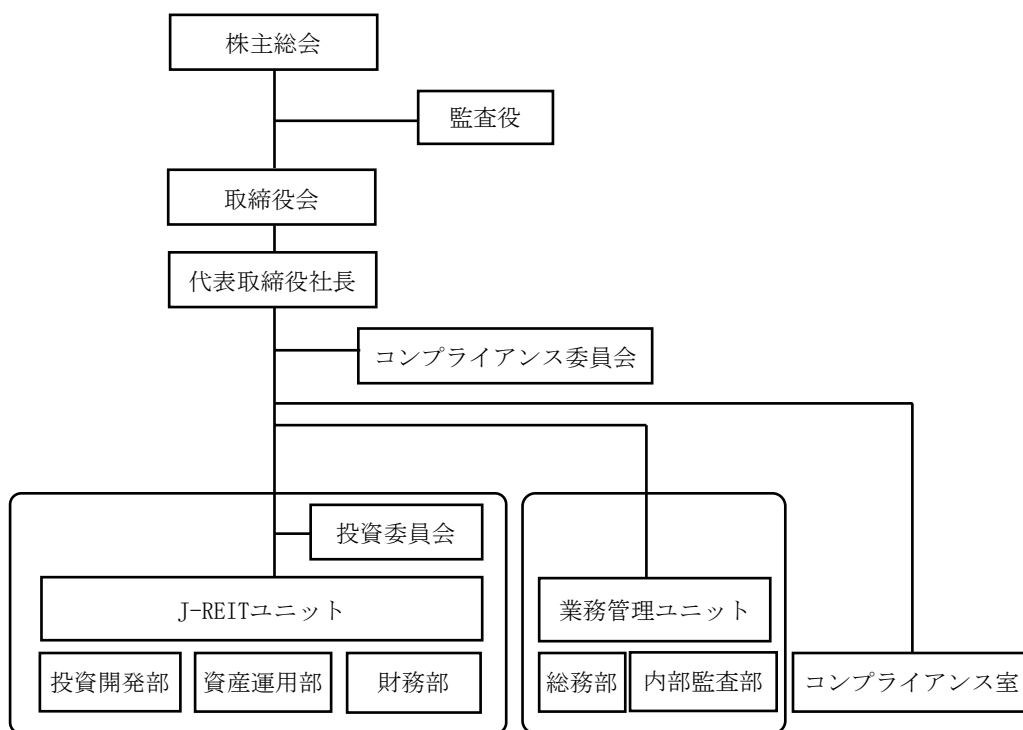 株主総会
監査役
取締役会
代表取締役社長
コンプライアンス委員会
投資委員会
J-REITユニット
業務管理ユニット
投資開発部
資産運用部
財務部
総務部
内部監査部
コンプライアンス室